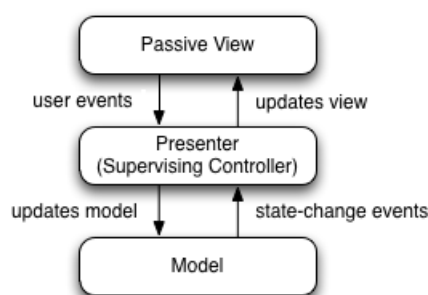 Passive View
user events
updates view
Presenter
(Supervising Controller)
updates model
state-change events
Model